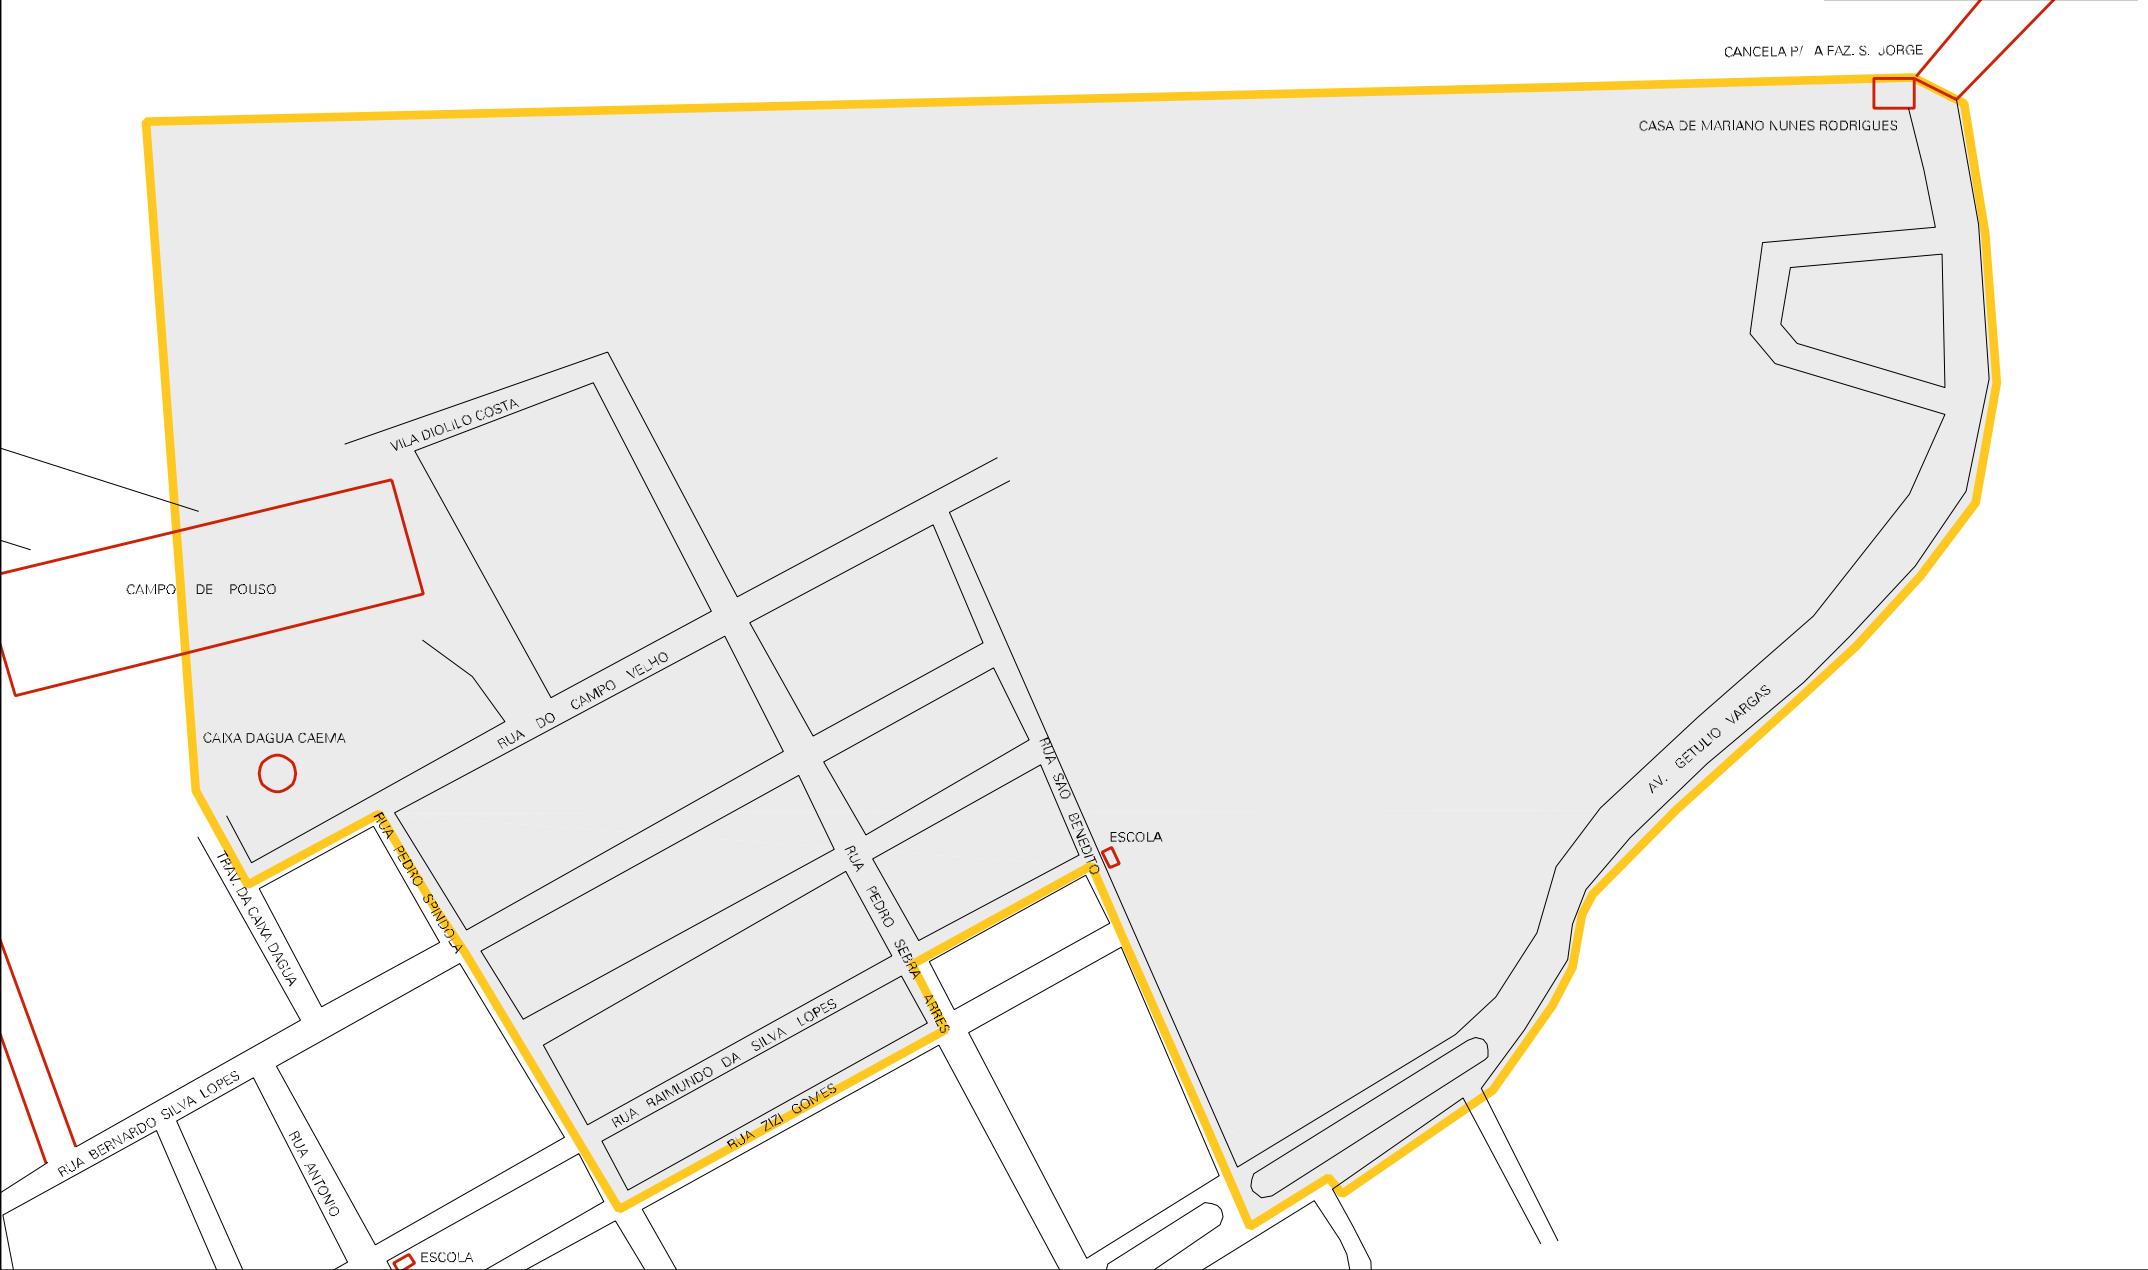 CANCELA P/ A FAZ. S. JORGE
CASA DE MARIANO NUNES RODRIGUES
VILA DIOLILO COSTA
CAMPO DE POUSO
RUA DO CAMPO VELHO
CAIXA DAGUA CAEMA
AV. GETULIO VARGAS
RUA SAO BENEDITO
ESCOLA
RUA PEDRO SPINDOLA
TRAV. DA CAIXA DAGUA
RUA PEDRO SEBRA ARRES
RUA RAIMUNDO DA SILVA LOPES
RUA ZIZI GOMES
RUA BERNARDO SILVA LOPES
RUA ANTONIO
ESCOLA